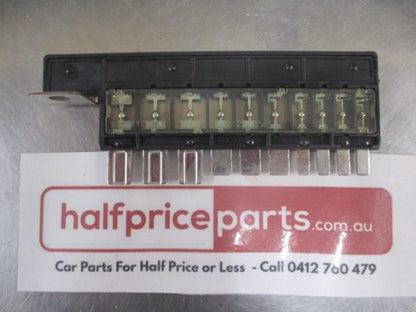 halfpriceparts.com.au
Car Parts For Half Price or Less - Call 0412 760 479